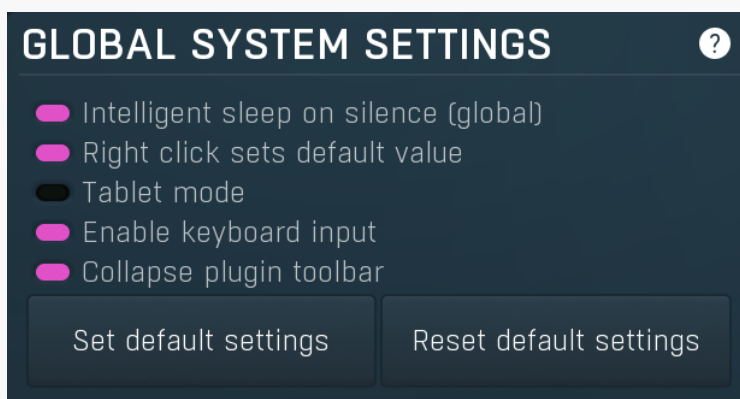 GLOBAL SYSTEM SETTINGS ?
Intelligent sleep on silence (global)
Right click sets default value
Tablet mode
Enable keyboard input
Collapse plugin toolbar
Set default settings Reset default settings